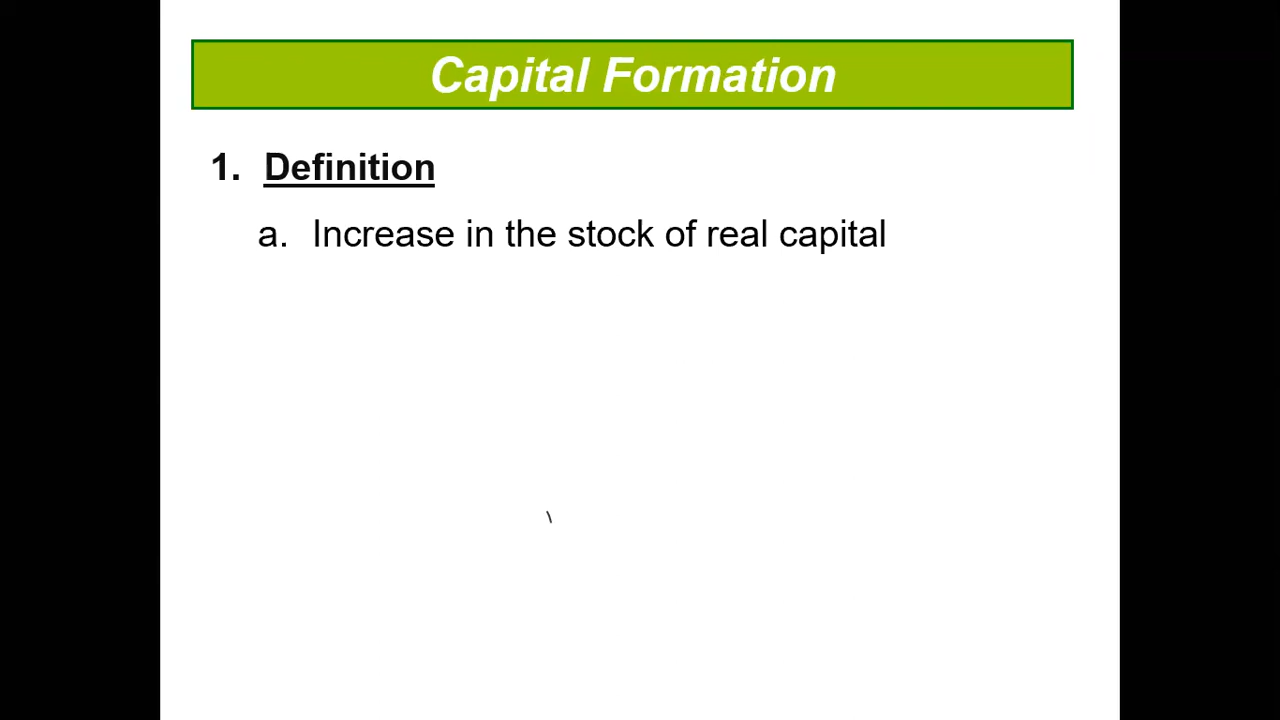 Capital Formation
1. Definition
a. Increase in the stock of real capital